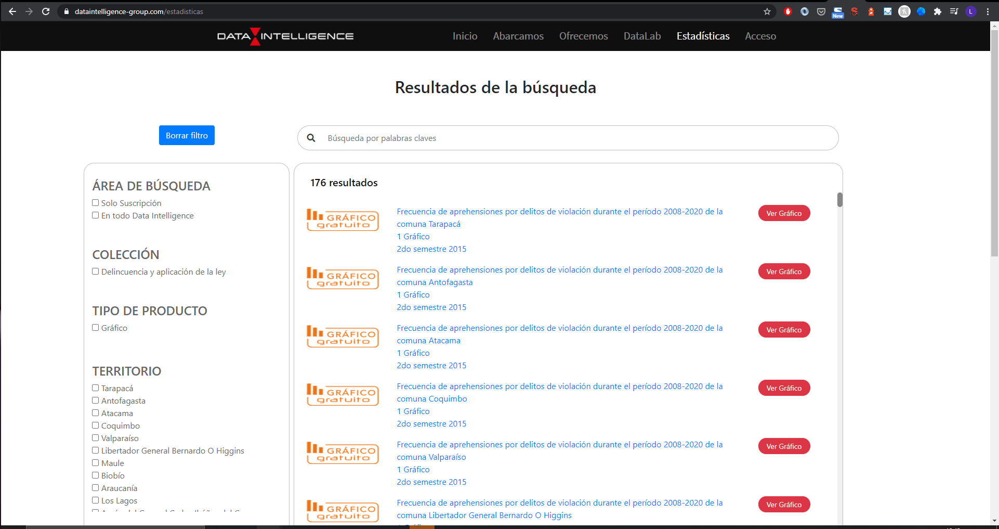 dataintelligence-group.com/estadisticas
New
L
DATA INTELLIGENCE
Inicio
Abarcamos
Ofrecemos
DataLab
Estadísticas
Acceso
Resultados de la búsqueda
Borrar filtro
Búsqueda por palabras claves
ÁREA DE BÚSQUEDA
Solo Suscripción
En todo Data Intelligence
COLECCIÓN
Delincuencia y aplicación de la ley
TIPO DE PRODUCTO
Gráfico
TERRITORIO
Tarapacá
Antofagasta
Atacama
Coquimbo
Valparaíso
Libertador General Bernardo O Higgins
Maule
Biobío
Araucanía
Los Lagos
176 resultados
GRÁFICO
gratuito
Frecuencia de aprehensiones por delitos de violación durante el período 2008-2020 de la
comuna Tarapacá
1 Gráfico
2do semestre 2015
Ver Gráfico
GRÁFICO
gratuito
Frecuencia de aprehensiones por delitos de violación durante el período 2008-2020 de la
comuna Antofagasta
1 Gráfico
2do semestre 2015
Ver Gráfico
GRÁFICO
gratuito
Frecuencia de aprehensiones por delitos de violación durante el período 2008-2020 de la
comuna Atacama
1 Gráfico
2do semestre 2015
Ver Gráfico
GRÁFICO
gratuito
Frecuencia de aprehensiones por delitos de violación durante el período 2008-2020 de la
comuna Coquimbo
1 Gráfico
2do semestre 2015
Ver Gráfico
GRÁFICO
gratuito
Frecuencia de aprehensiones por delitos de violación durante el período 2008-2020 de la
comuna Valparaíso
1 Gráfico
2do semestre 2015
Ver Gráfico
GRÁFICO
gratuito
Frecuencia de aprehensiones por delitos de violación durante el período 2008-2020 de la
comuna Libertador General Bernardo O Higgins
Ver Gráfico